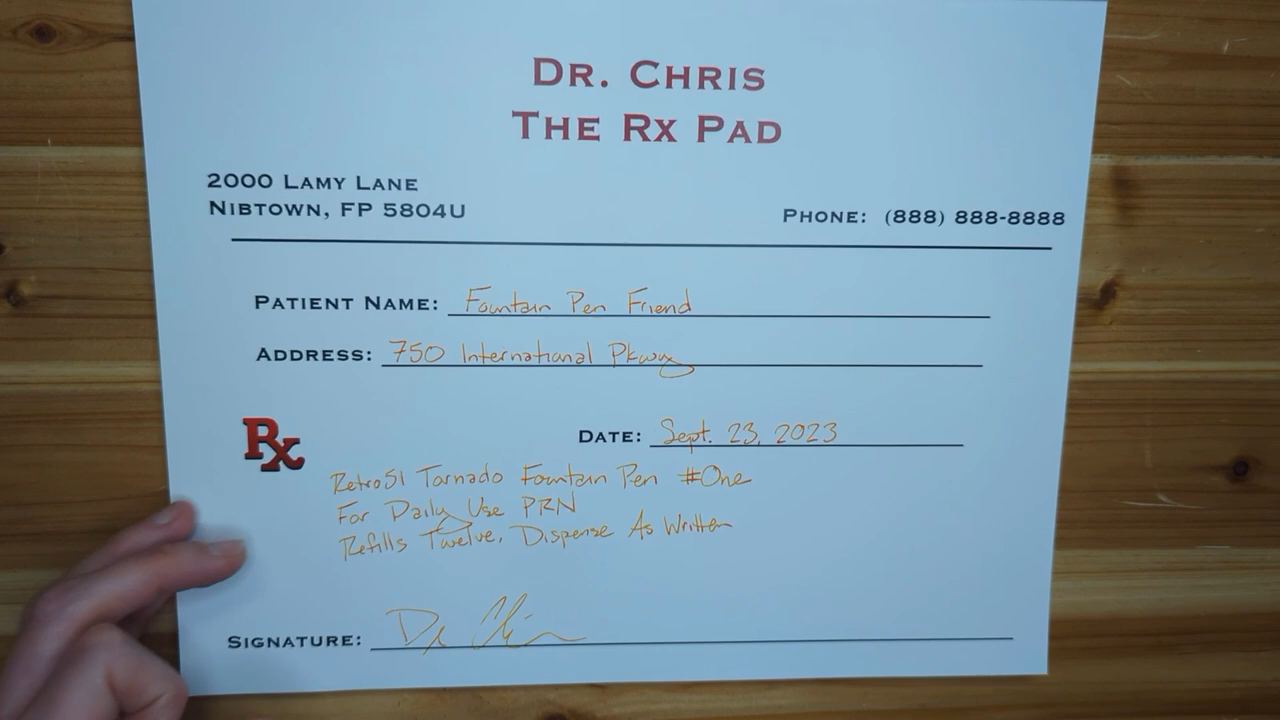 DR. CHRIS
THE RX PAD
2000 LAMY LANE
NIBTOWN, FP 5804U
PHONE: (888) 888-8888
PATIENT NAME: Fountain Pen Friend
ADDRESS: 750 International Pkwy
Rx
DATE: Sept. 23, 2023
Retro51 Tornado Fountain Pen #One
For Daily Use PRN
Refills Twelve, Dispense As Written
SIGNATURE: Dr Chris